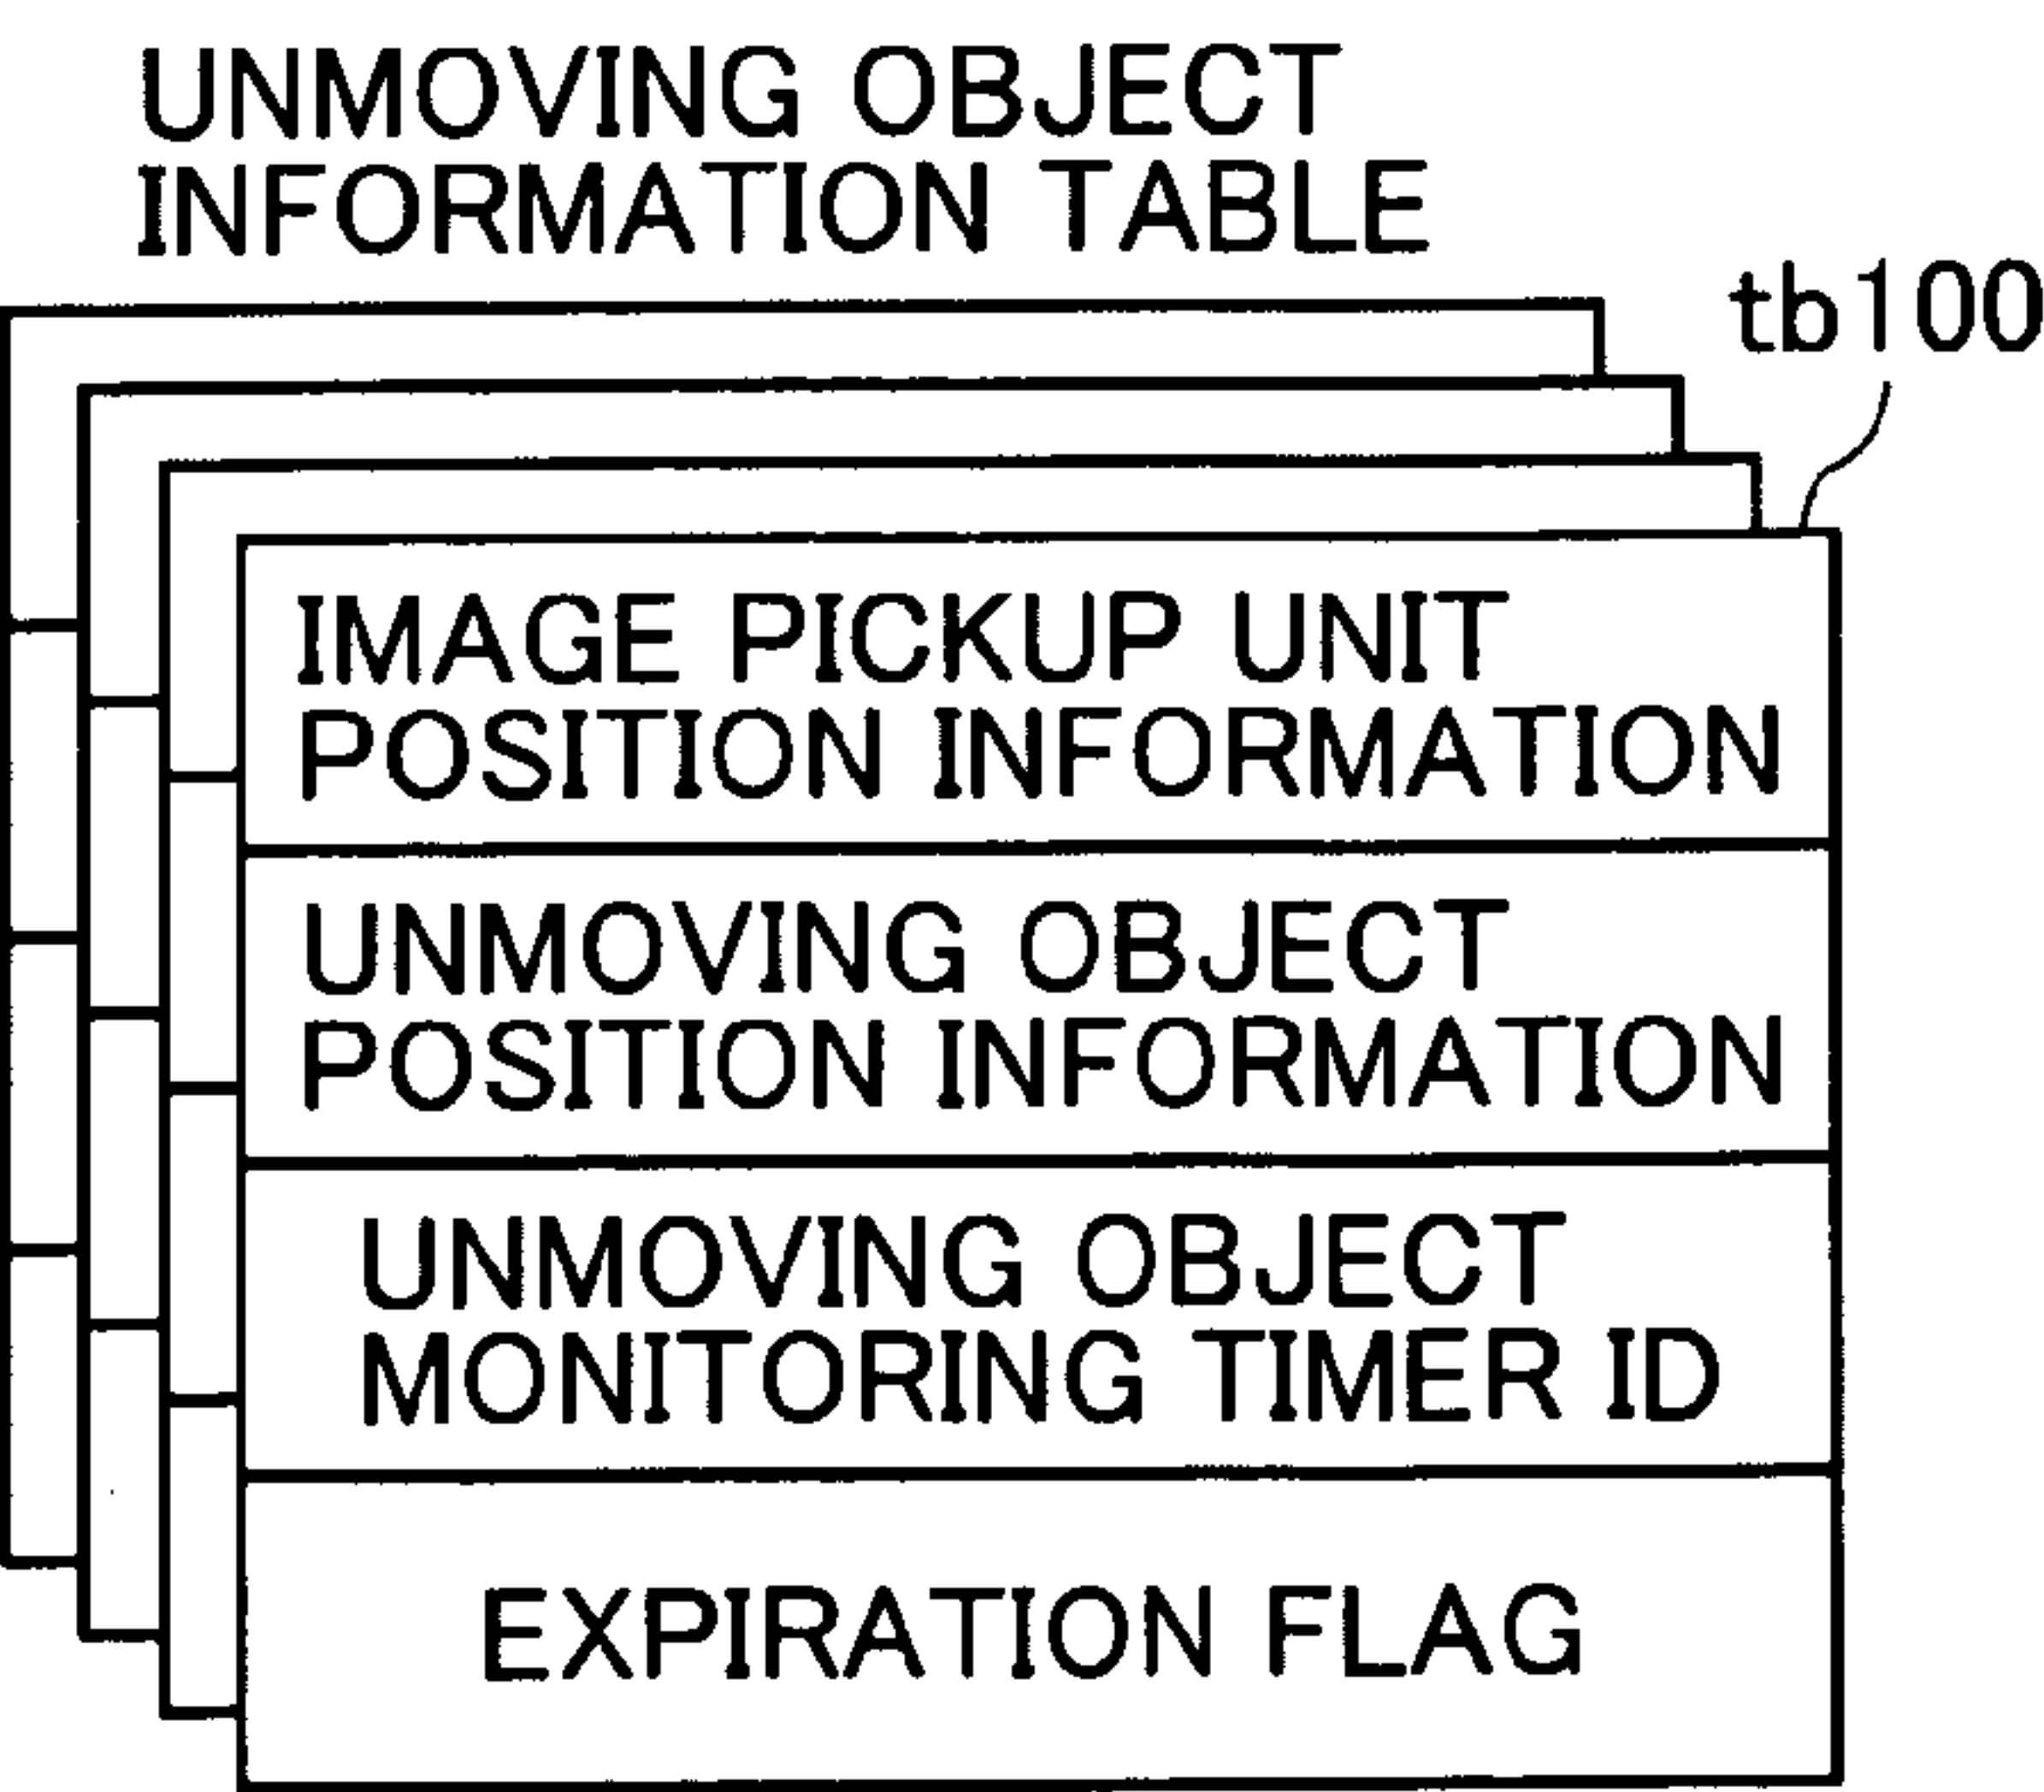 UNMOVING OBJECT
INFORMATION TABLE
tb100
IMAGE PICKUP UNIT
POSITION INFORMATION
UNMOVING OBJECT
POSITION INFORMATION
UNMOVING OBJECT
MONITORING TIMER ID
EXPIRATION FLAG